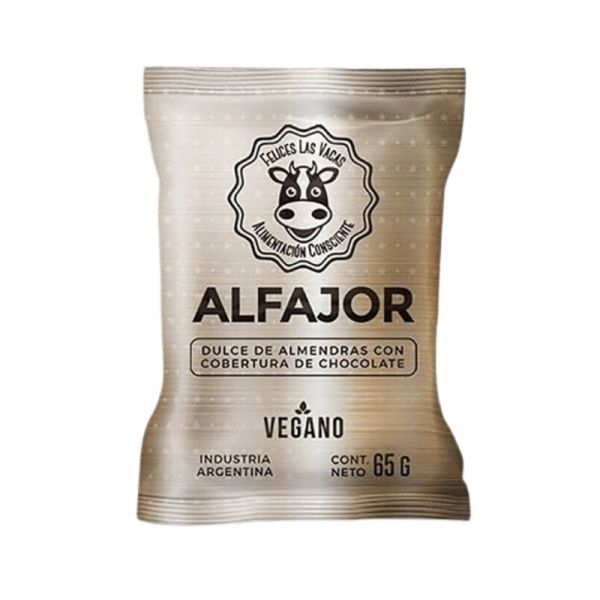 FELICES LAS VACAS
ALIMENTACIÓN CONSCIENTE
ALFAJOR
DULCE DE ALMENDRAS CON
COBERTURA DE CHOCOLATE
VEGANO
INDUSTRIA
ARGENTINA
CONT.
NETO 65 G